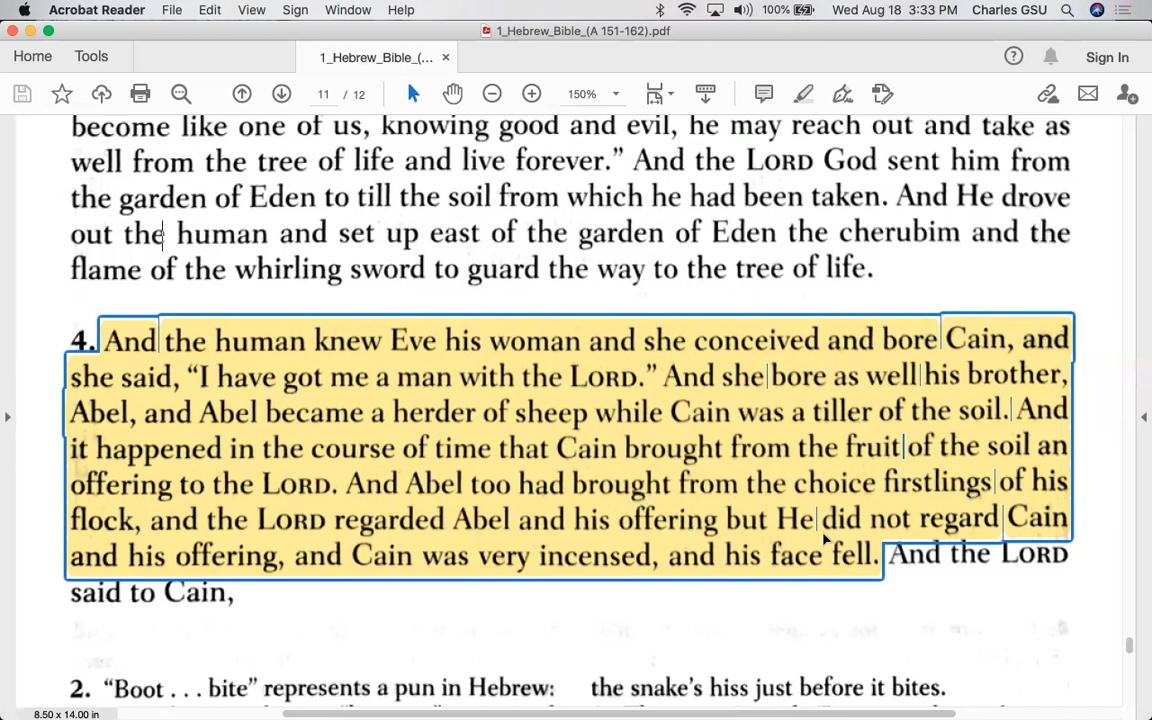 Acrobat Reader File Edit View Sign Window Help 100% Wed Aug 18 3:33 PM Charles GSU
1_Hebrew_Bible_(A 151-162).pdf
Home Tools 1_Hebrew_Bible_(... × Sign In
11 / 12 150%
become like one of us, knowing good and evil, he may reach out and take as
well from the tree of life and live forever.” And the LORD God sent him from
the garden of Eden to till the soil from which he had been taken. And He drove
out the human and set up east of the garden of Eden the cherubim and the
flame of the whirling sword to guard the way to the tree of life.
4. And the human knew Eve his woman and she conceived and bore Cain, and
she said, “I have got me a man with the LORD.” And she bore as well his brother,
Abel, and Abel became a herder of sheep while Cain was a tiller of the soil. And
it happened in the course of time that Cain brought from the fruit of the soil an
offering to the LORD. And Abel too had brought from the choice firstlings of his
flock, and the LORD regarded Abel and his offering but He did not regard Cain
and his offering, and Cain was very incensed, and his face fell. And the LORD
said to Cain,
2. “Boot . . . bite” represents a pun in Hebrew: the snake’s hiss just before it bites.
8.50 x 14.00 in